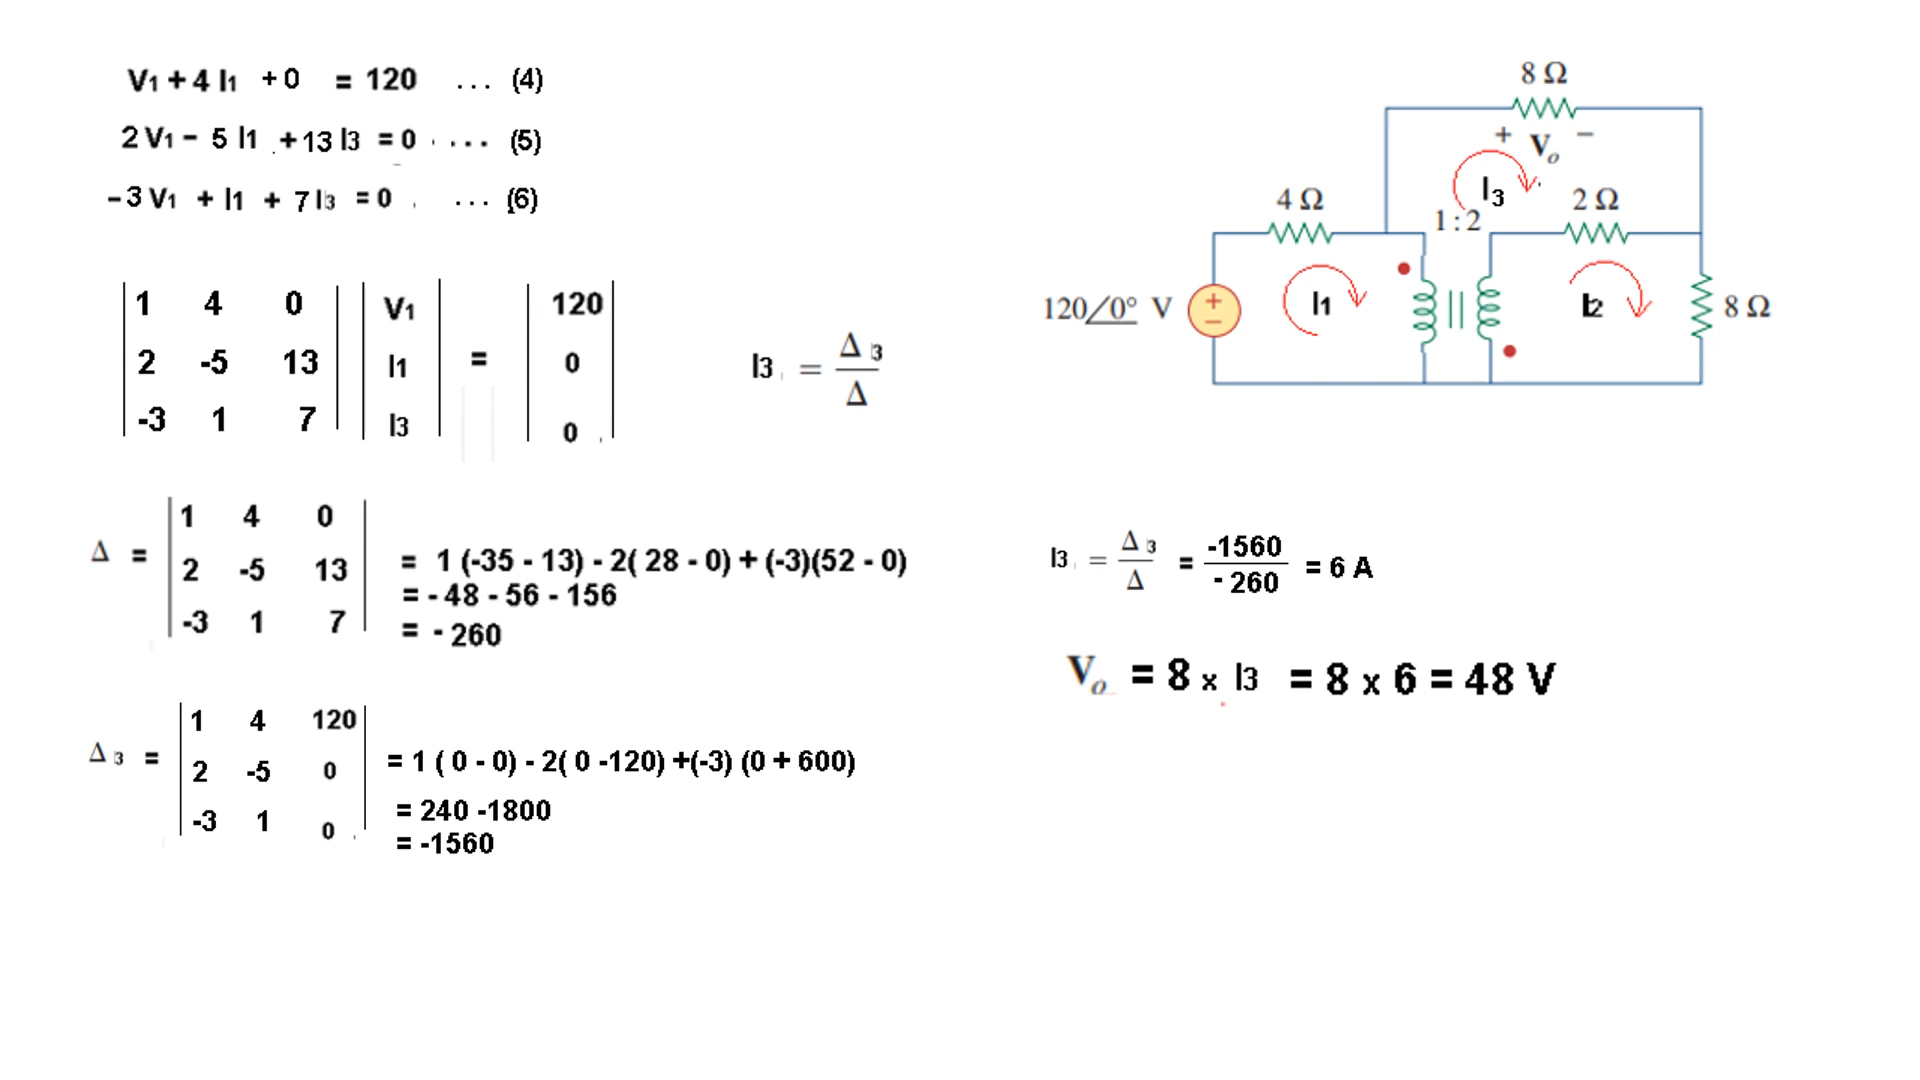 V1 + 4 I1 + 0 = 120 ... (4)
2 V1 - 5 I1 + 13 I3 = 0 ... (5)
- 3 V1 + I1 + 7 I3 = 0 ... (6)
1 4 0 V1 120
2 -5 13 I1 = 0
-3 1 7 I3 0
I3 = Δ 3 / Δ
8 Ω
+ Vo −
I3
4 Ω 1 : 2 2 Ω
120/0° V + − I1 I2 8 Ω
1 4 0
Δ = 2 -5 13 = 1 (-35 - 13) - 2( 28 - 0) + (-3)(52 - 0)
-3 1 7
= - 48 - 56 - 156
= - 260
1 4 120
Δ 3 = 2 -5 0 = 1 ( 0 - 0) - 2( 0 -120) +(-3) (0 + 600)
-3 1 0
= 240 -1800
= -1560
I3 = Δ 3 / Δ = -1560 / - 260 = 6 A
Vo = 8 x I3 = 8 x 6 = 48 V